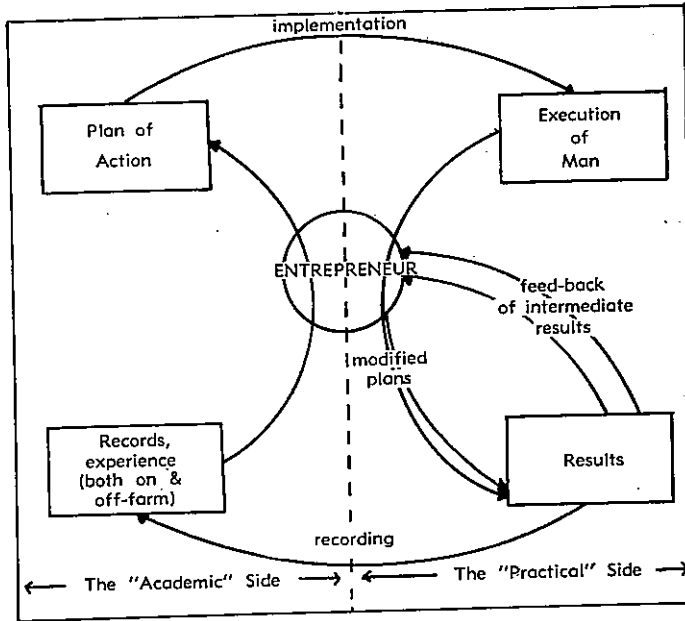 implementation
Plan of
Action
Execution
of
Man
ENTREPRENEUR
feed-back
of intermediate
results
modified
plans
Records,
experience
(both on &
off-farm)
Results
recording
The "Academic" Side
The "Practical" Side